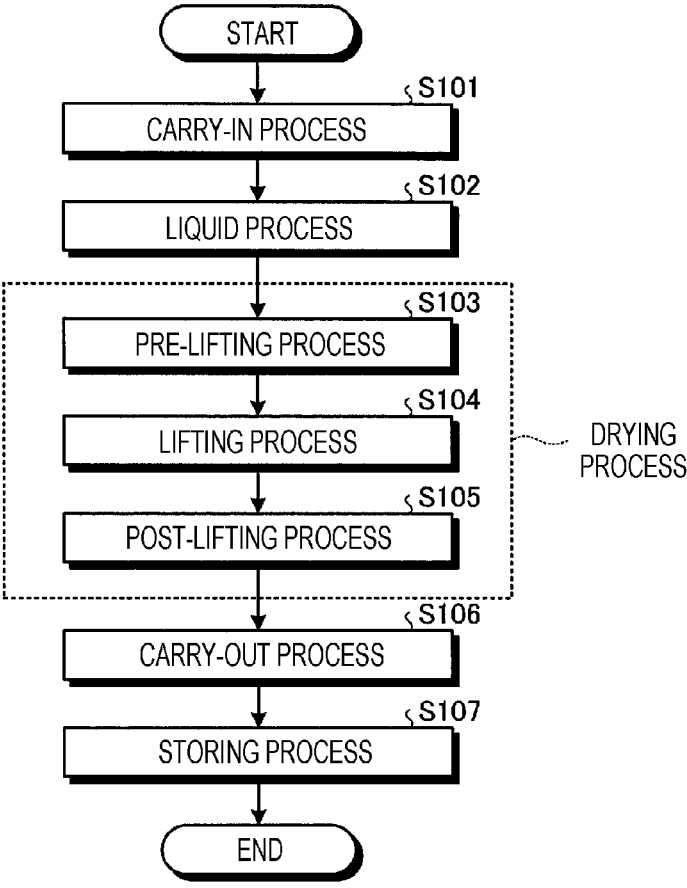 START
S101
CARRY-IN PROCESS
S102
LIQUID PROCESS
S103
PRE-LIFTING PROCESS
S104
LIFTING PROCESS
DRYING
PROCESS
S105
POST-LIFTING PROCESS
S106
CARRY-OUT PROCESS
S107
STORING PROCESS
END